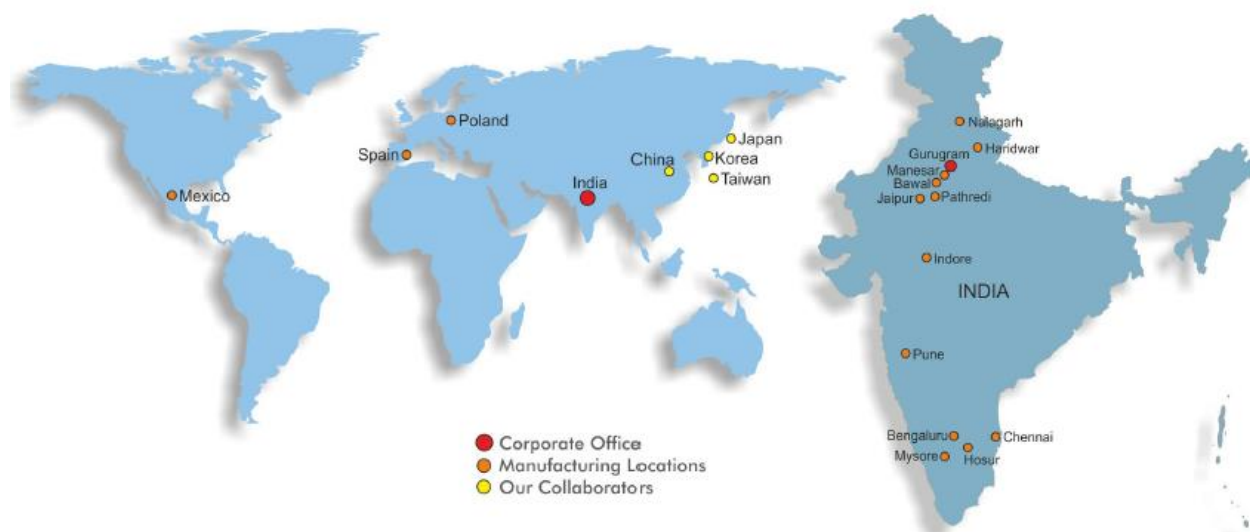 Poland
Spain
Mexico
Japan
Korea
China
Taiwan
India
Nalagarh
Haridwar
Gurugram
Manesar
Bawal
Jaipur
Pathredi
Indore
INDIA
Pune
Bengaluru
Chennai
Mysore
Hosur
Corporate Office
Manufacturing Locations
Our Collaborators